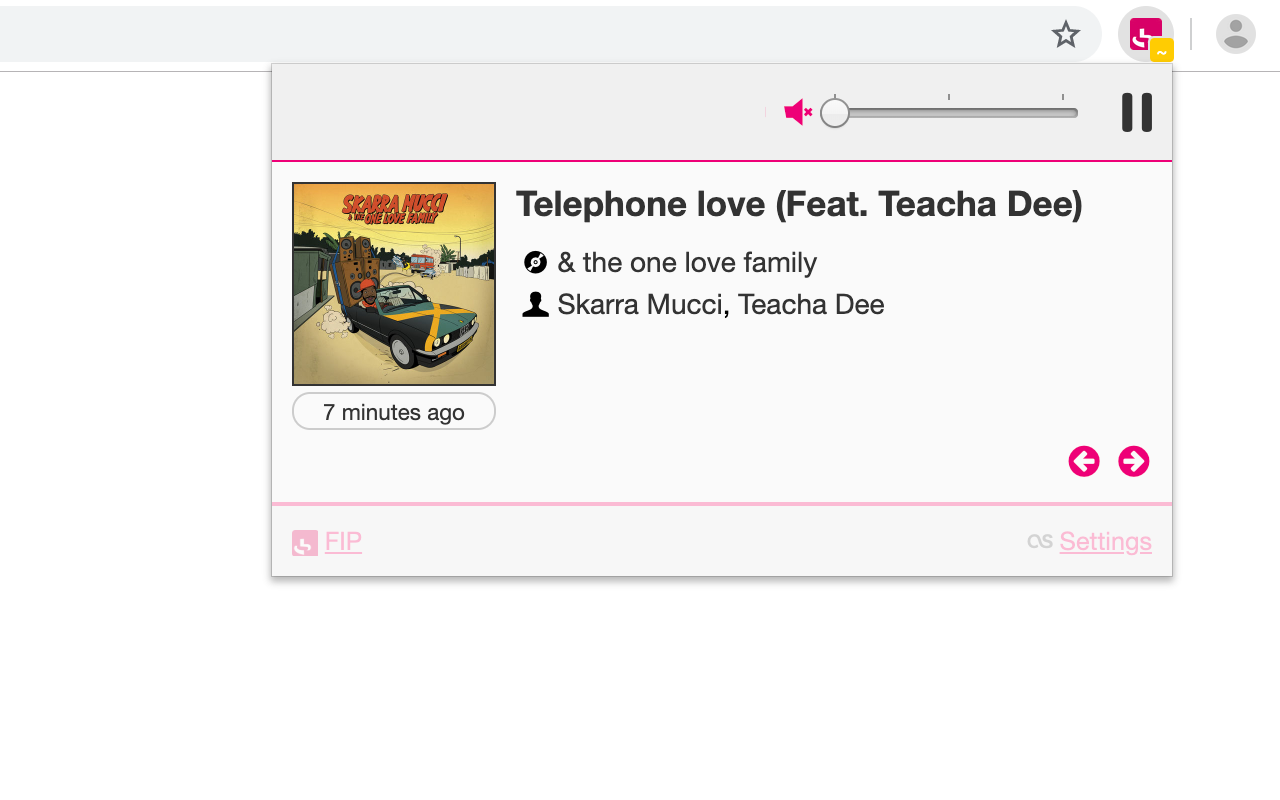 ~
Telephone love (Feat. Teacha Dee)
SKARRA MUCCI
& THE ONE LOVE FAMILY
& the one love family
Skarra Mucci, Teacha Dee
7 minutes ago
FIP
as Settings